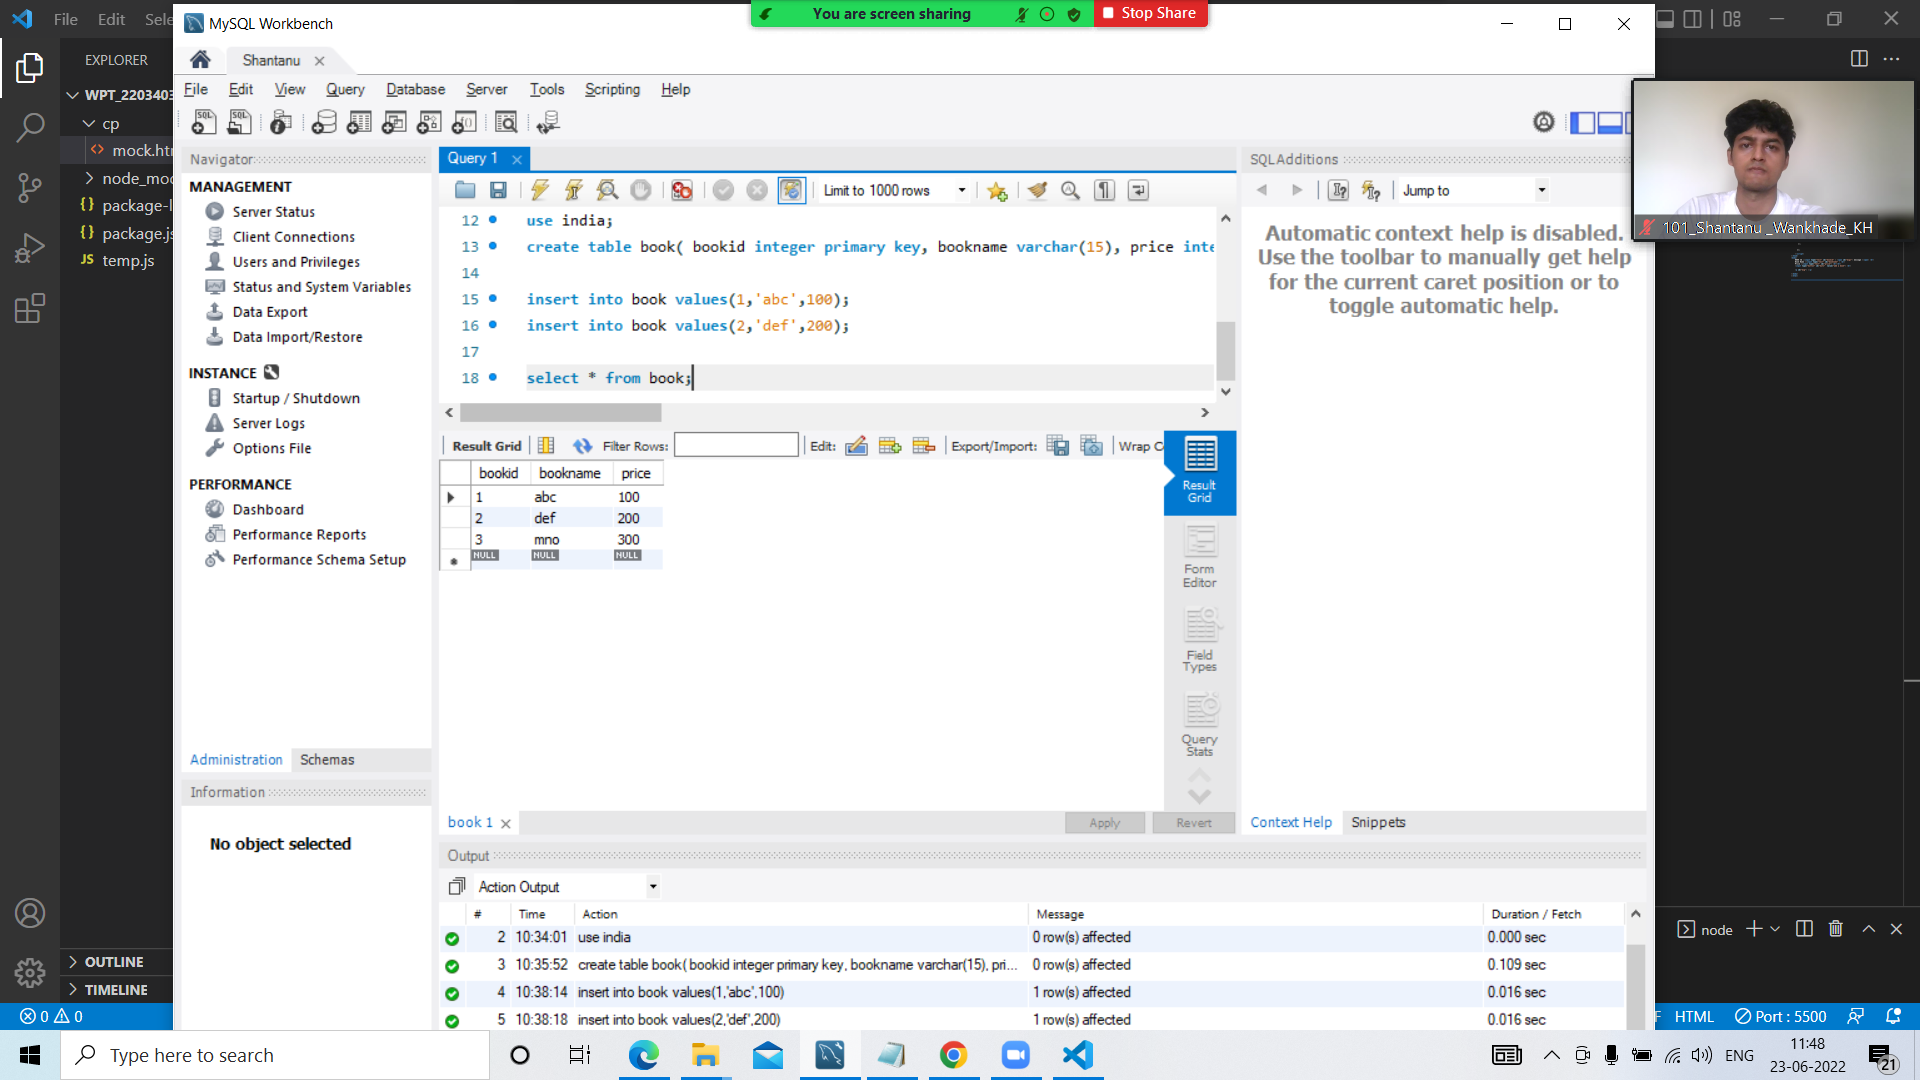 File Edit Sele
MySQL Workbench
You are screen sharing
Stop Share
EXPLORER
WPT_2203403
cp
mock.htr
node_mod
package-l
package.js
JS temp.js
OUTLINE
TIMELINE
Shantanu
File Edit View Query Database Server Tools Scripting Help
Navigator
MANAGEMENT
Server Status
Client Connections
Users and Privileges
Status and System Variables
Data Export
Data Import/Restore
INSTANCE
Startup / Shutdown
Server Logs
Options File
PERFORMANCE
Dashboard
Performance Reports
Performance Schema Setup
Administration Schemas
Information
No object selected
Query 1
Limit to 1000 rows
12 use india;
13 create table book( bookid integer primary key, bookname varchar(15), price inte
14
15 insert into book values(1,'abc',100);
16 insert into book values(2,'def',200);
17
18 select * from book;
Result Grid Filter Rows: Edit: Export/Import: Wrap C
bookid bookname price
1 abc 100
2 def 200
3 mno 300
NULL NULL NULL
Result Grid
Form Editor
Field Types
Query Stats
book 1
Apply Revert
SQLAdditions
Jump to
Automatic context help is disabled.
Use the toolbar to manually get help
for the current caret position or to
toggle automatic help.
Context Help Snippets
101_Shantanu _Wankhade_KH
Output
Action Output
# Time Action Message Duration / Fetch
2 10:34:01 use india 0 row(s) affected 0.000 sec
3 10:35:52 create table book( bookid integer primary key, bookname varchar(15), pri... 0 row(s) affected 0.109 sec
4 10:38:14 insert into book values(1,'abc',100) 1 row(s) affected 0.016 sec
5 10:38:18 insert into book values(2,'def',200) 1 row(s) affected 0.016 sec
node
0 0
F HTML Port : 5500
Type here to search
ENG
11:48
23-06-2022
21